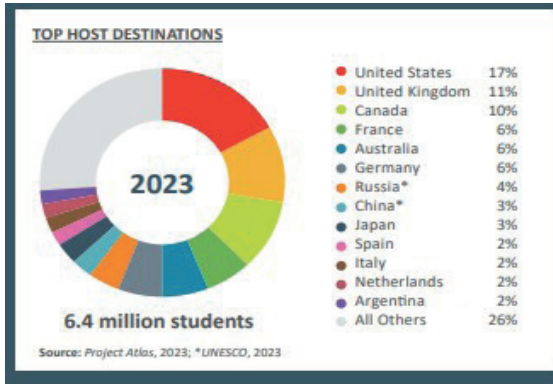 TOP HOST DESTINATIONS
2023
6.4 million students
United States 17%
United Kingdom 11%
Canada 10%
France 6%
Australia 6%
Germany 6%
Russia* 4%
China* 3%
Japan 3%
Spain 2%
Italy 2%
Netherlands 2%
Argentina 2%
All Others 26%
Source: Project Atlas, 2023; *UNESCO, 2023